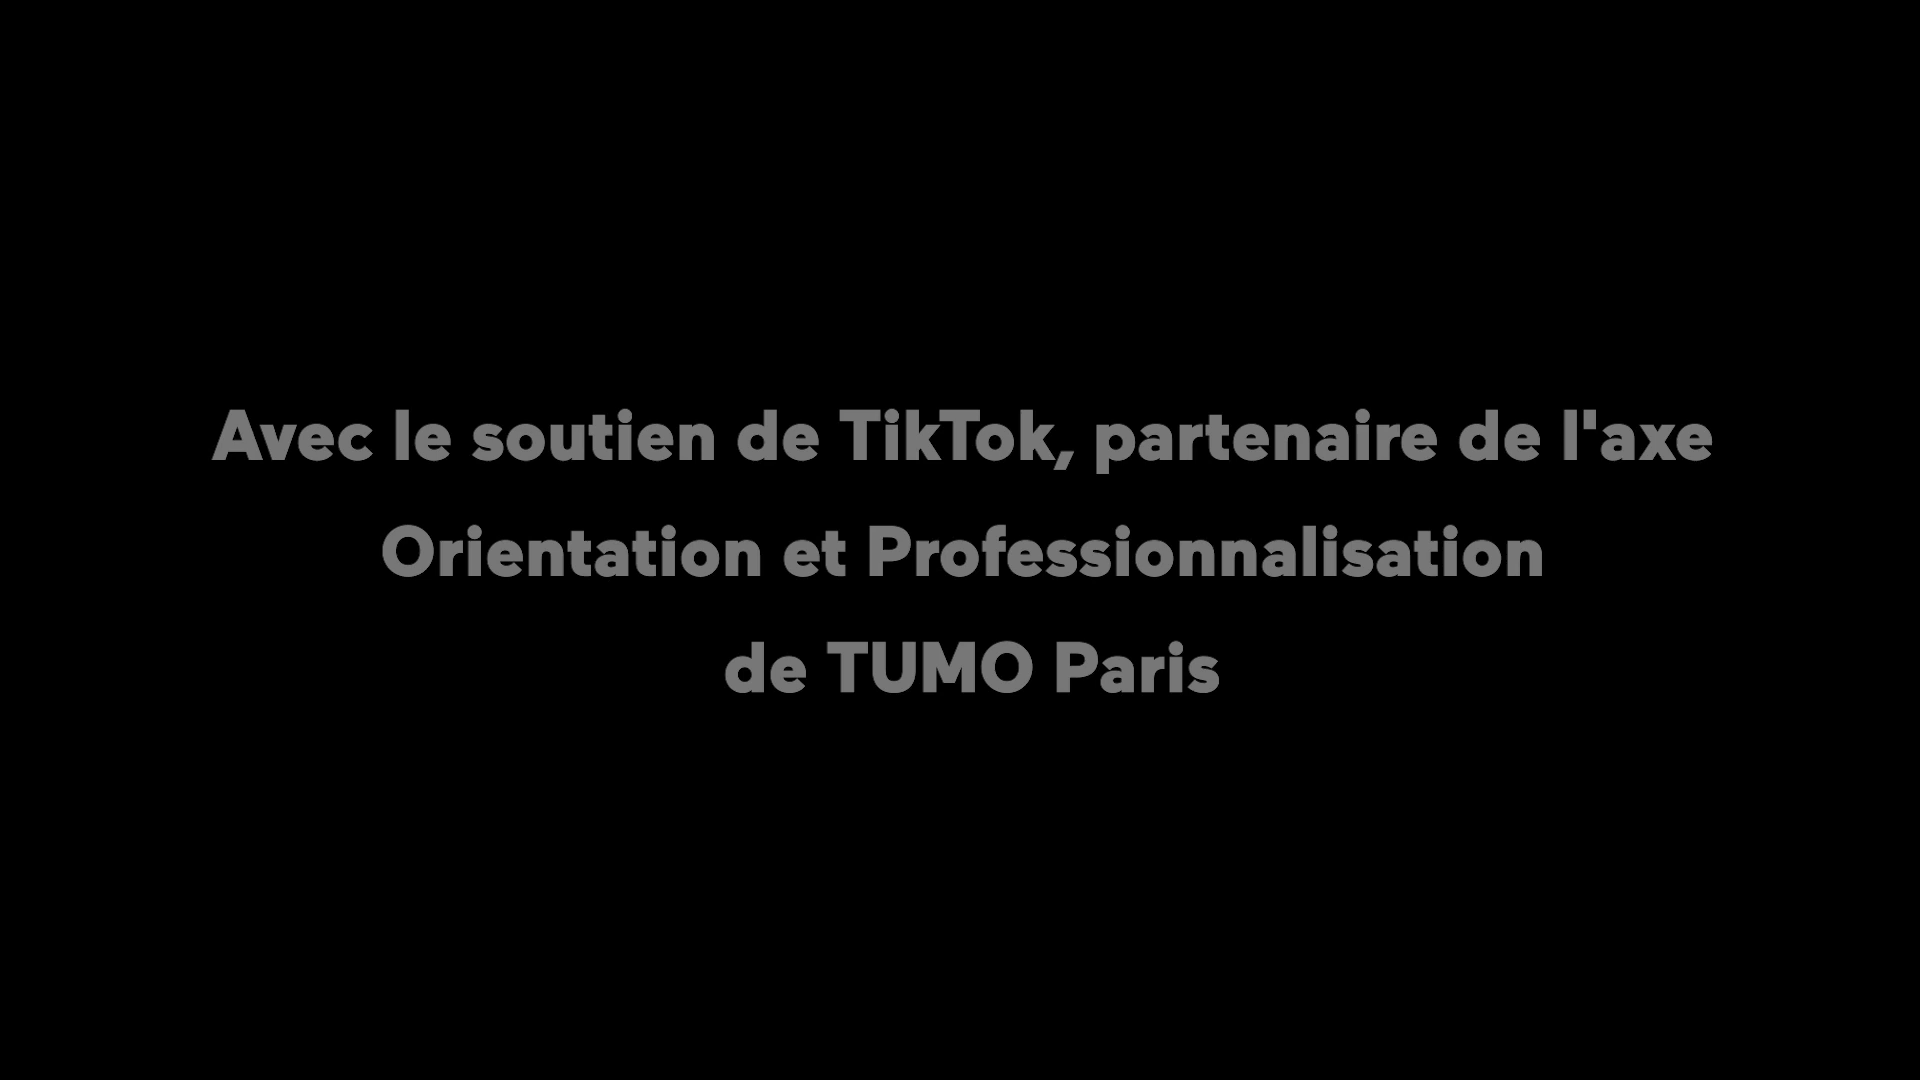 Avec le soutien de TikTok, partenaire de l'axe
Orientation et Professionnalisation
de TUMO Paris